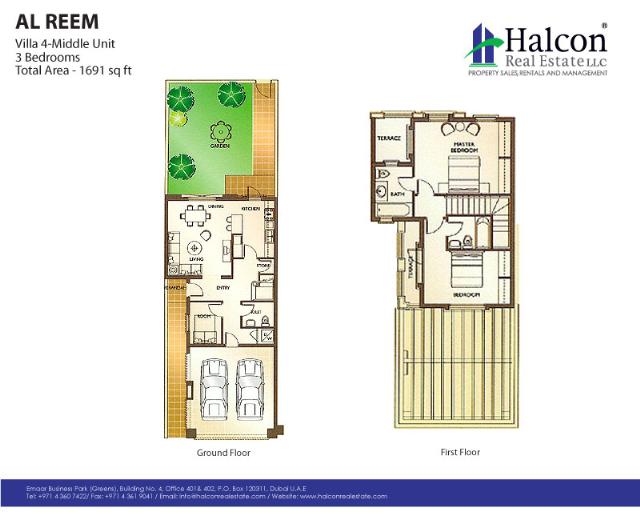 AL REEM
Villa 4-Middle Unit
3 Bedrooms
Total Area - 1691 sq ft
Halcon®
Real Estate LLC
PROPERTY SALES, RENTALS AND MANAGEMENT
GARDEN
DINING
KITCHEN
LIVING
STORE
ENTRY
VERANDAH
ROOM
TOILET
Ground Floor
TERRACE
MASTER
BEDROOM
BATH
TERRACE
BEDROOM
First Floor
Emaar Business Park (Greens), Building No. 4, Office 401& 402, P.O. Box 120311, Dubai U.A.E
Tel: +971 4 360 7422/ Fax: +971 4 361 9041 / Email: info@halconrealestate.com / Website: www.halconrealestate.com